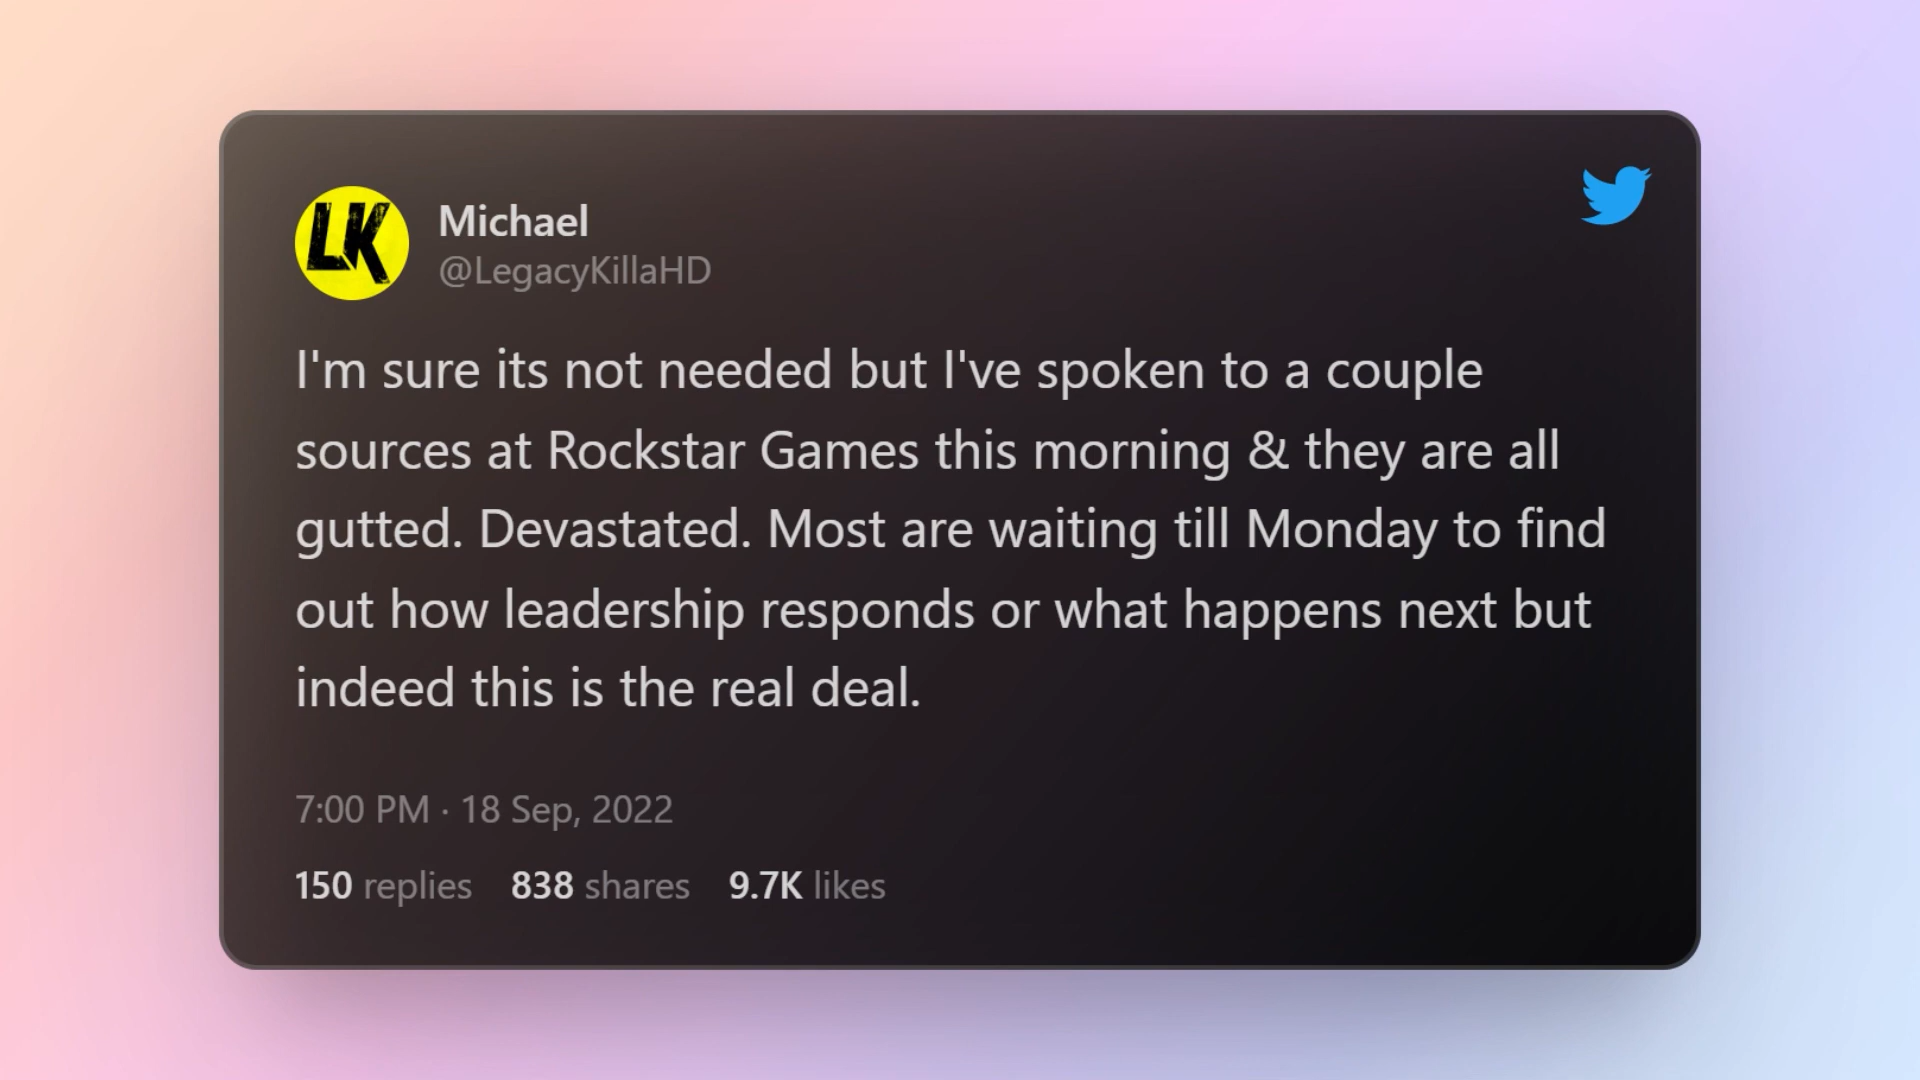 LK
Michael
@LegacyKillaHD
I'm sure its not needed but I've spoken to a couple
sources at Rockstar Games this morning & they are all
gutted. Devastated. Most are waiting till Monday to find
out how leadership responds or what happens next but
indeed this is the real deal.
7:00 PM · 18 Sep, 2022
150 replies 838 shares 9.7K likes